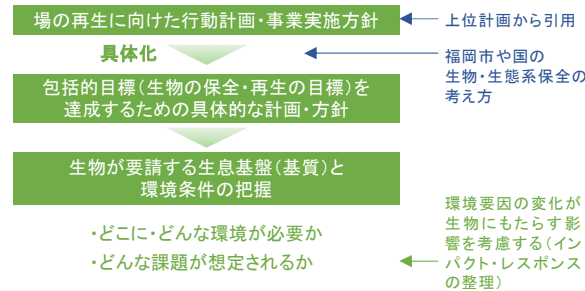 場の再生に向けた行動計画・事業実施方針
上位計画から引用
具体化
福岡市や国の
生物・生態系保全の
考え方
包括的目標(生物の保全・再生の目標)を
達成するための具体的な計画・方針
生物が要請する生息基盤(基質)と
環境条件の把握
・どこに・どんな環境が必要か
・どんな課題が想定されるか
環境要因の変化が
生物にもたらす影
響を考慮する(イン
パクト・レスポンス
の整理)